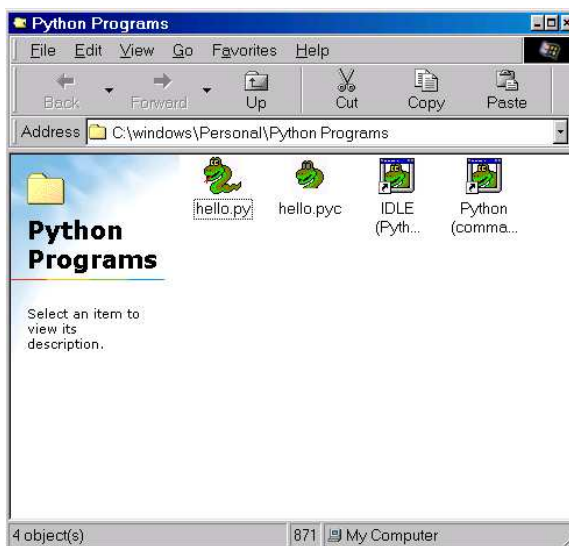 Python Programs
File Edit View Go Favorites Help
Back Forward Up Cut Copy Paste
Address C:\windows\Personal\Python Programs
Python
Programs
Select an item to
view its
description.
hello.py hello.pyc IDLE Python
(Pyth... (comma...
4 object(s) 871 My Computer